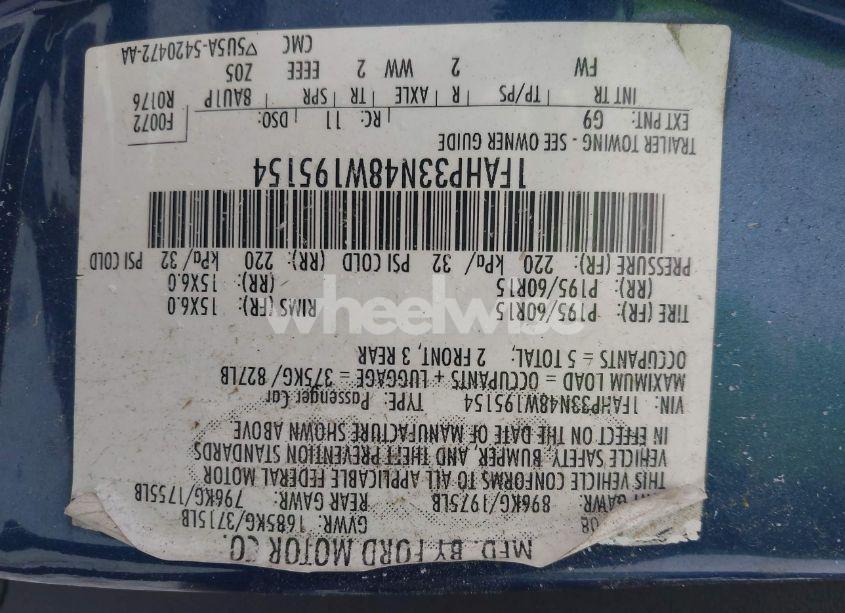 MFD. BY FORD MOTOR CO.
08 GVWR: 1685KG/3715LB
GAWR: 896KG/1975LB REAR GAWR: 796KG/1755LB
THIS VEHICLE CONFORMS TO ALL APPLICABLE FEDERAL MOTOR
VEHICLE SAFETY, BUMPER, AND THEFT PREVENTION STANDARDS
IN EFFECT ON THE DATE OF MANUFACTURE SHOWN ABOVE
VIN: 1FAHP33N48W195154 TYPE: Passenger Car
MAXIMUM LOAD = OCCUPANTS + LUGGAGE = 375KG/827LB
OCCUPANTS = 5 TOTAL: 2 FRONT, 3 REAR
TIRE (FR): P195/60R15 RIMS (FR): 15X6.0
(RR): P195/60R15 (RR): 15X6.0
PRESSURE (FR): 220 kPa/ 32 PSI COLD (RR): 220 kPa/ 32 PSI COLD
1FAHP33N48W195154
TRAILER TOWING - SEE OWNER GUIDE
EXT PNT: G9 RC: 11 DSO: F0072
INT TR TP/PS R AXLE TR SPR 8AU1P R0176
FW 2 WW 2 EEEE Z05
CMC ▽5U5A-5420472-AA
wheelwise